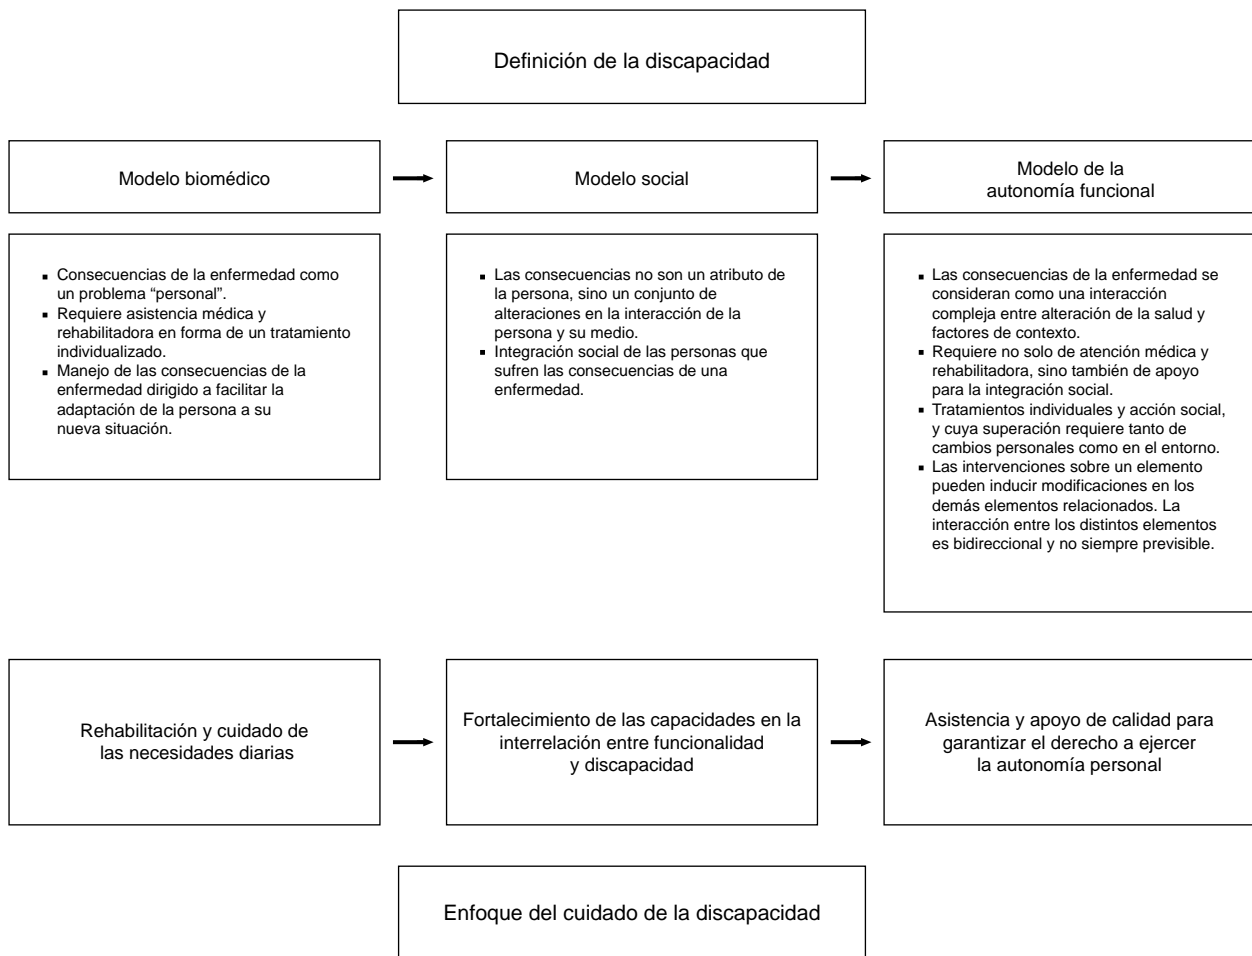 Definición de la discapacidad
Modelo biomédico
Modelo social
Modelo de la
autonomía funcional
▪ Consecuencias de la enfermedad como
un problema “personal”.
▪ Requiere asistencia médica y
rehabilitadora en forma de un tratamiento
individualizado.
▪ Manejo de las consecuencias de la
enfermedad dirigido a facilitar la
adaptación de la persona a su
nueva situación.
▪ Las consecuencias no son un atributo de
la persona, sino un conjunto de
alteraciones en la interacción de la
persona y su medio.
▪ Integración social de las personas que
sufren las consecuencias de una
enfermedad.
▪ Las consecuencias de la enfermedad se
consideran como una interacción
compleja entre alteración de la salud y
factores de contexto.
▪ Requiere no solo de atención médica y
rehabilitadora, sino también de apoyo
para la integración social.
▪ Tratamientos individuales y acción social,
y cuya superación requiere tanto de
cambios personales como en el entorno.
▪ Las intervenciones sobre un elemento
pueden inducir modificaciones en los
demás elementos relacionados. La
interacción entre los distintos elementos
es bidireccional y no siempre previsible.
Rehabilitación y cuidado de
las necesidades diarias
Fortalecimiento de las capacidades en la
interrelación entre funcionalidad
y discapacidad
Asistencia y apoyo de calidad para
garantizar el derecho a ejercer
la autonomía personal
Enfoque del cuidado de la discapacidad